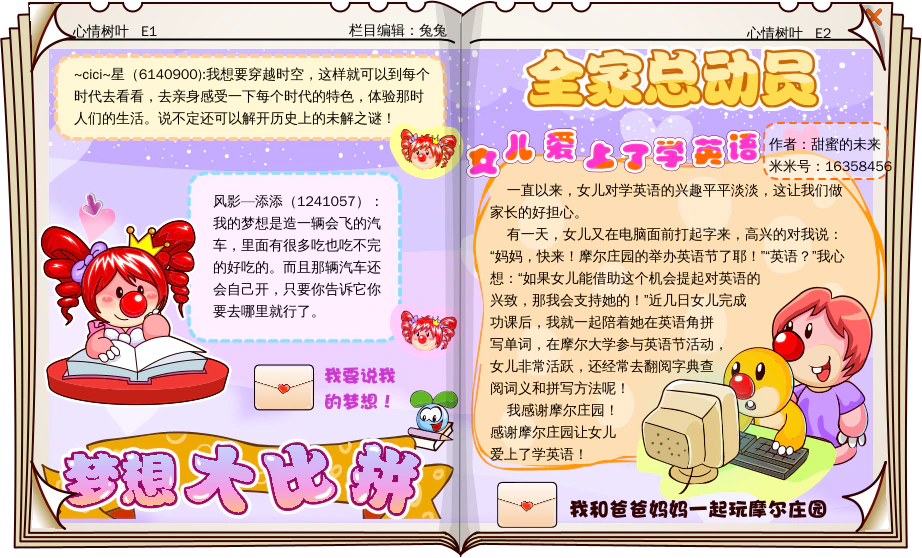 心情树叶 E1
栏目编辑：兔兔
~cici~星（6140900):我想要穿越时空，这样就可以到每个
时代去看看，去亲身感受一下每个时代的特色，体验那时
人们的生活。说不定还可以解开历史上的未解之谜！
风影—添添（1241057）：
我的梦想是造一辆会飞的汽
车，里面有很多吃也吃不完
的好吃的。而且那辆汽车还
会自己开，只要你告诉它你
要去哪里就行了。
我要说我
的梦想！
梦想大比拼
心情树叶 E2
全家总动员
女儿爱上了学英语
作者：甜蜜的未来
米米号：16358456
一直以来，女儿对学英语的兴趣平平淡淡，这让我们做
家长的好担心。
有一天，女儿又在电脑面前打起字来，高兴的对我说：
“妈妈，快来！摩尔庄园的举办英语节了耶！”“英语？”我心
想：“如果女儿能借助这个机会提起对英语的
兴致，那我会支持她的！”近几日女儿完成
功课后，我就一起陪着她在英语角拼
写单词，在摩尔大学参与英语节活动，
女儿非常活跃，还经常去翻阅字典查
阅词义和拼写方法呢！
我感谢摩尔庄园！
感谢摩尔庄园让女儿
爱上了学英语！
我和爸爸妈妈一起玩摩尔庄园